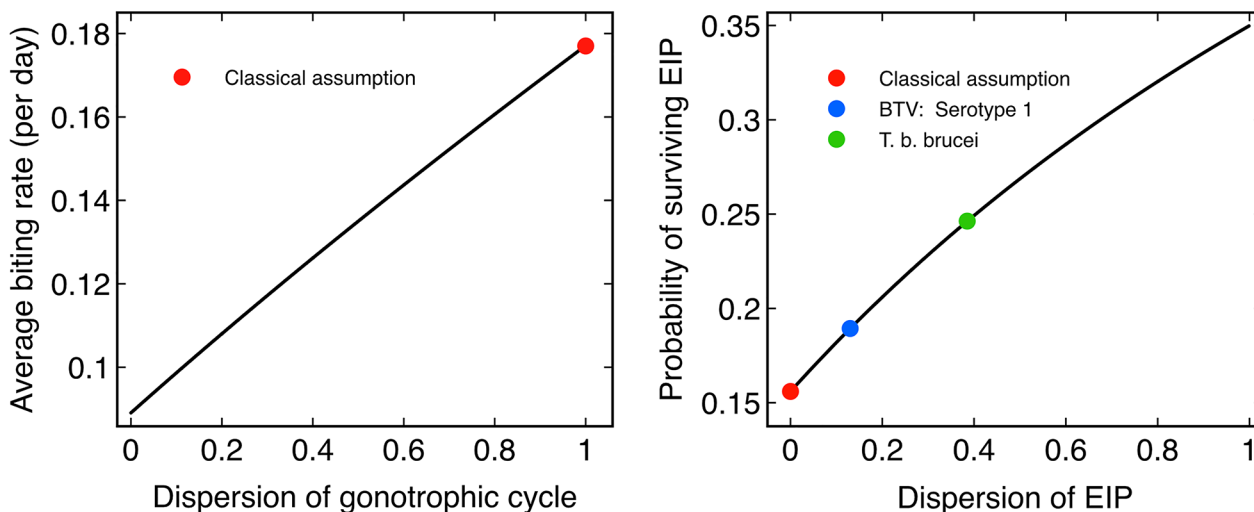 Average biting rate (per day)
0.18
0.16
0.14
0.12
0.1
0
0.2
0.4
0.6
0.8
1
Dispersion of gonotrophic cycle
Classical assumption
Probability of surviving EIP
0.35
0.3
0.25
0.2
0.15
0
0.2
0.4
0.6
0.8
1
Dispersion of EIP
Classical assumption
BTV: Serotype 1
T. b. brucei